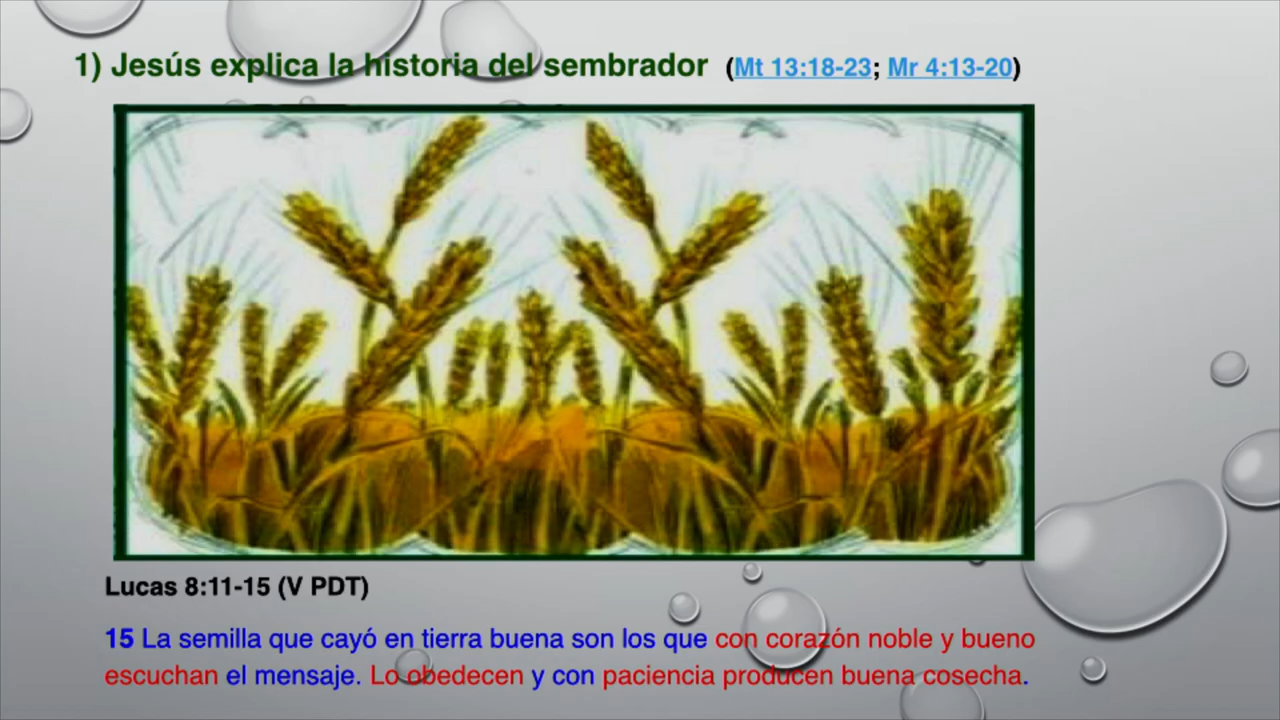 1) Jesús explica la historia del sembrador (Mt 13:18-23; Mr 4:13-20)
Lucas 8:11-15 (V PDT)
15 La semilla que cayó en tierra buena son los que con corazón noble y bueno
escuchan el mensaje. Lo obedecen y con paciencia producen buena cosecha.